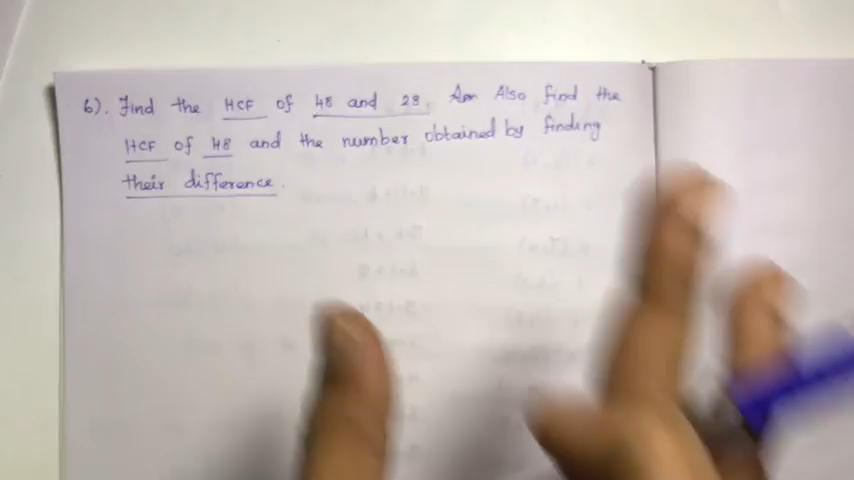 6). Find the HCF of 48 and 28. Am Also find the
HCF of 48 and the number obtained by finding
their difference.